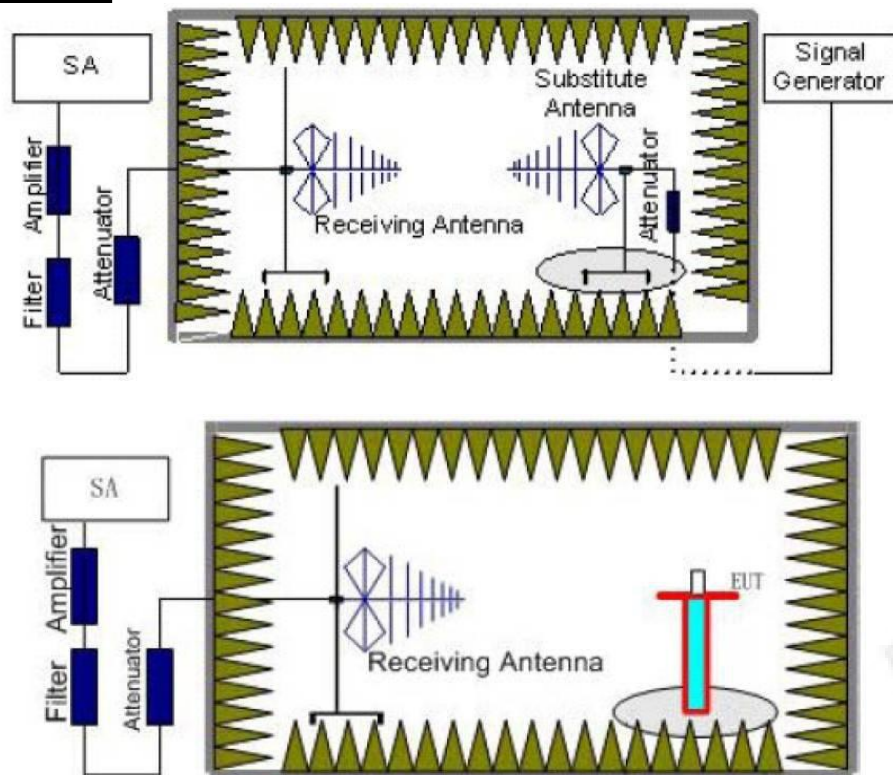 SA
Signal
Generator
Substitute
Antenna
Amplifier
Attenuator
Filter
Receiving Antenna
Attenuator
SA
Amplifier
Attenuator
Filter
Receiving Antenna
EUT